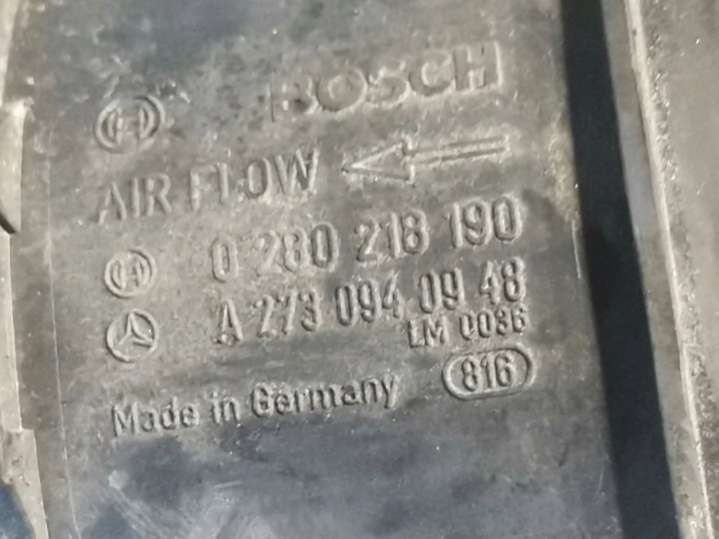 BOSCH
AIR FLOW
0 280 218 190
A 273 094 09 48
LM 0036
816
Made in Germany